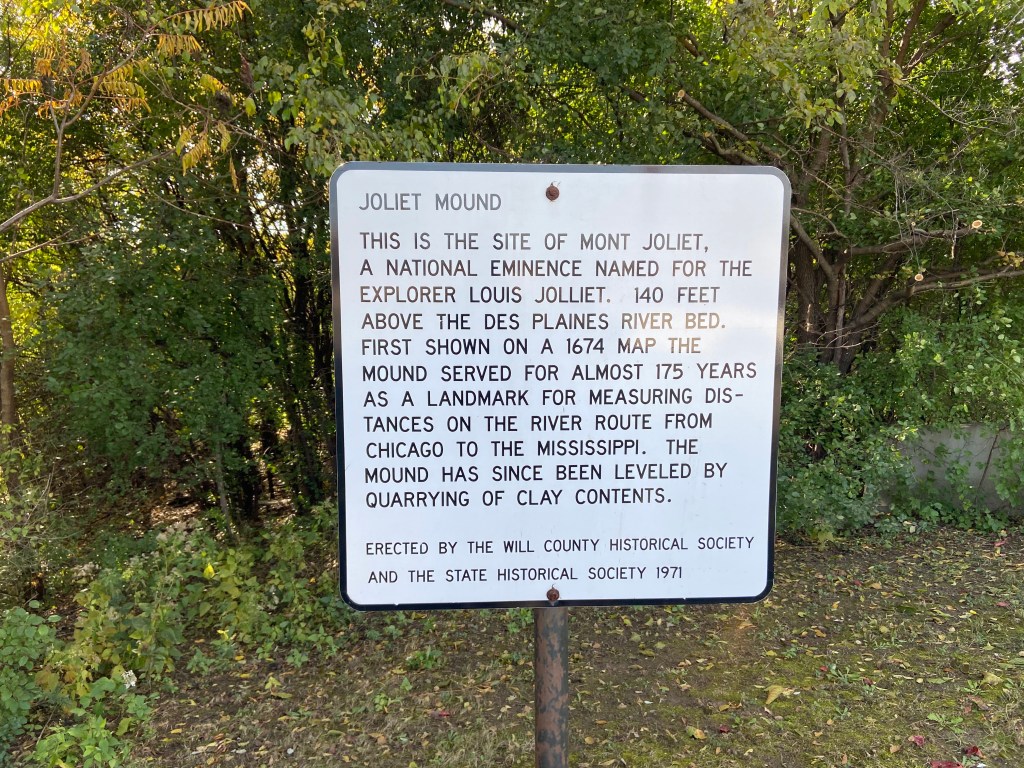 JOLIET MOUND
THIS IS THE SITE OF MONT JOLIET,
A NATIONAL EMINENCE NAMED FOR THE
EXPLORER LOUIS JOLLIET. 140 FEET
ABOVE THE DES PLAINES RIVER BED.
FIRST SHOWN ON A 1674 MAP THE
MOUND SERVED FOR ALMOST 175 YEARS
AS A LANDMARK FOR MEASURING DIS-
TANCES ON THE RIVER ROUTE FROM
CHICAGO TO THE MISSISSIPPI. THE
MOUND HAS SINCE BEEN LEVELED BY
QUARRYING OF CLAY CONTENTS.
ERECTED BY THE WILL COUNTY HISTORICAL SOCIETY
AND THE STATE HISTORICAL SOCIETY 1971